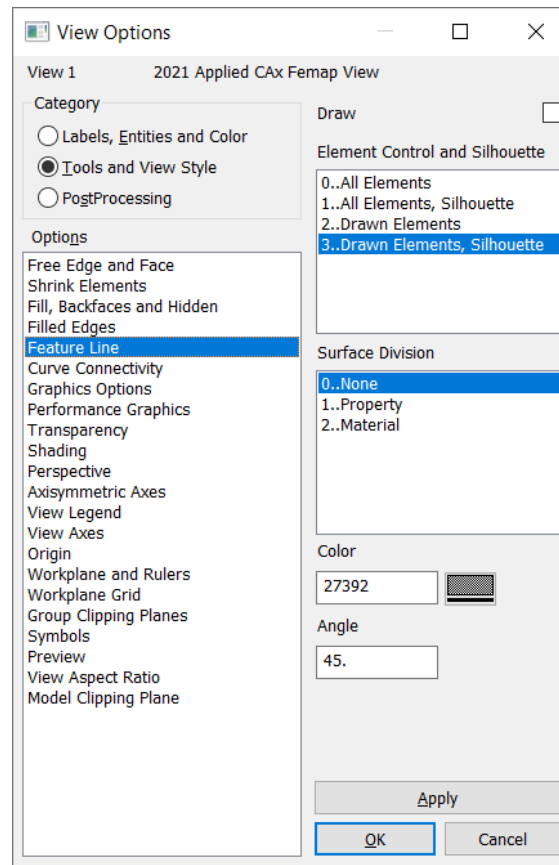 View Options
View 1 2021 Applied CAx Femap View
Category
Labels, Entities and Color
Tools and View Style
PostProcessing
Options
Free Edge and Face
Shrink Elements
Fill, Backfaces and Hidden
Filled Edges
Feature Line
Curve Connectivity
Graphics Options
Performance Graphics
Transparency
Shading
Perspective
Axisymmetric Axes
View Legend
View Axes
Origin
Workplane and Rulers
Workplane Grid
Group Clipping Planes
Symbols
Preview
View Aspect Ratio
Model Clipping Plane
Draw
Element Control and Silhouette
0..All Elements
1..All Elements, Silhouette
2..Drawn Elements
3..Drawn Elements, Silhouette
Surface Division
0..None
1..Property
2..Material
Color
27392
Angle
45.
Apply
OK
Cancel